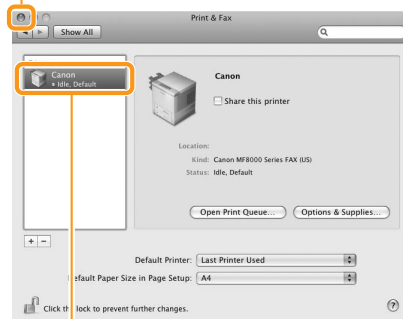 Print & Fax
Show All
Canon
• Idle, Default
Canon
Share this printer
Location:
Kind: Canon MF8000 Series FAX (US)
Status: Idle, Default
Open Print Queue...
Options & Supplies...
+ -
Default Printer: Last Printer Used
Default Paper Size in Page Setup: A4
Click the lock to prevent further changes.
?